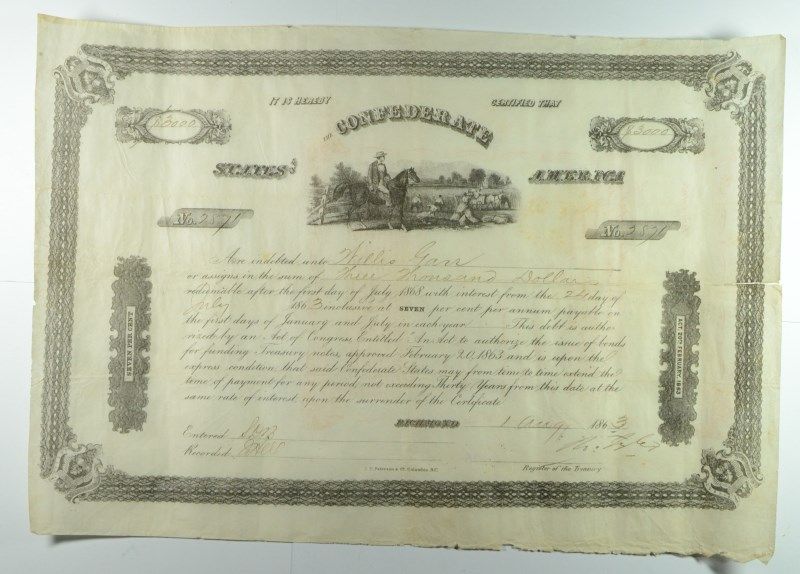 IT IS HEREBY CERTIFIED THAT
$3000 $3000
THE CONFEDERATE
STATES OF AMERICA
No. 2871 No. 2871
Are indebted unto Willis
or assigns in the sum of Three Thousand Dollars
redeemable after the first day of July 1868 with interest from the 24 day of
July 1863 inclusive at SEVEN per cent per annum payable on
the first days of January and July in each year This debt is autho-
rized by an Act of Congress Entitled An Act to authorize the issue of bonds
for funding Treasury notes, approved February 20, 1863 and is upon the
express condition that said Confederate States may from time to time extend the
time of payment for any period not exceeding Thirty Years from this date at the
same rate of interest, upon the surrender of the Certificate
SEVEN PER CENT
ACT 20TH FEBRUARY 1863
RICHMOND 1 Aug 1863
Entered
Recorded
Register of the Treasury
Columbia, S.C.